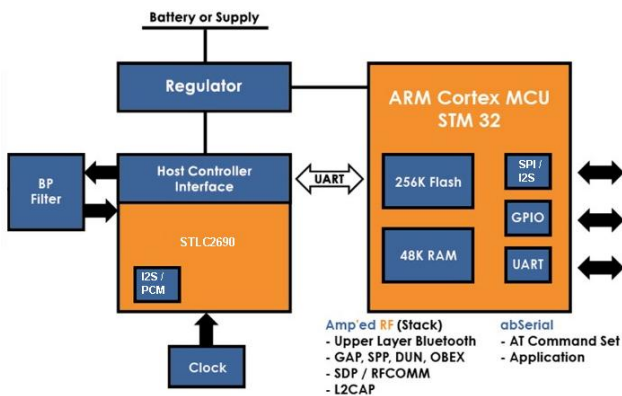 Battery or Supply
Regulator
ARM Cortex MCU
STM 32
BP
Filter
Host Controller
Interface
UART
256K Flash
SPI /
I2S
STLC2690
GPIO
48K RAM
UART
I2S /
PCM
Clock
Amp'ed RF (Stack)
- Upper Layer Bluetooth
- GAP, SPP, DUN, OBEX
- SDP / RFCOMM
- L2CAP
abSerial
- AT Command Set
- Application